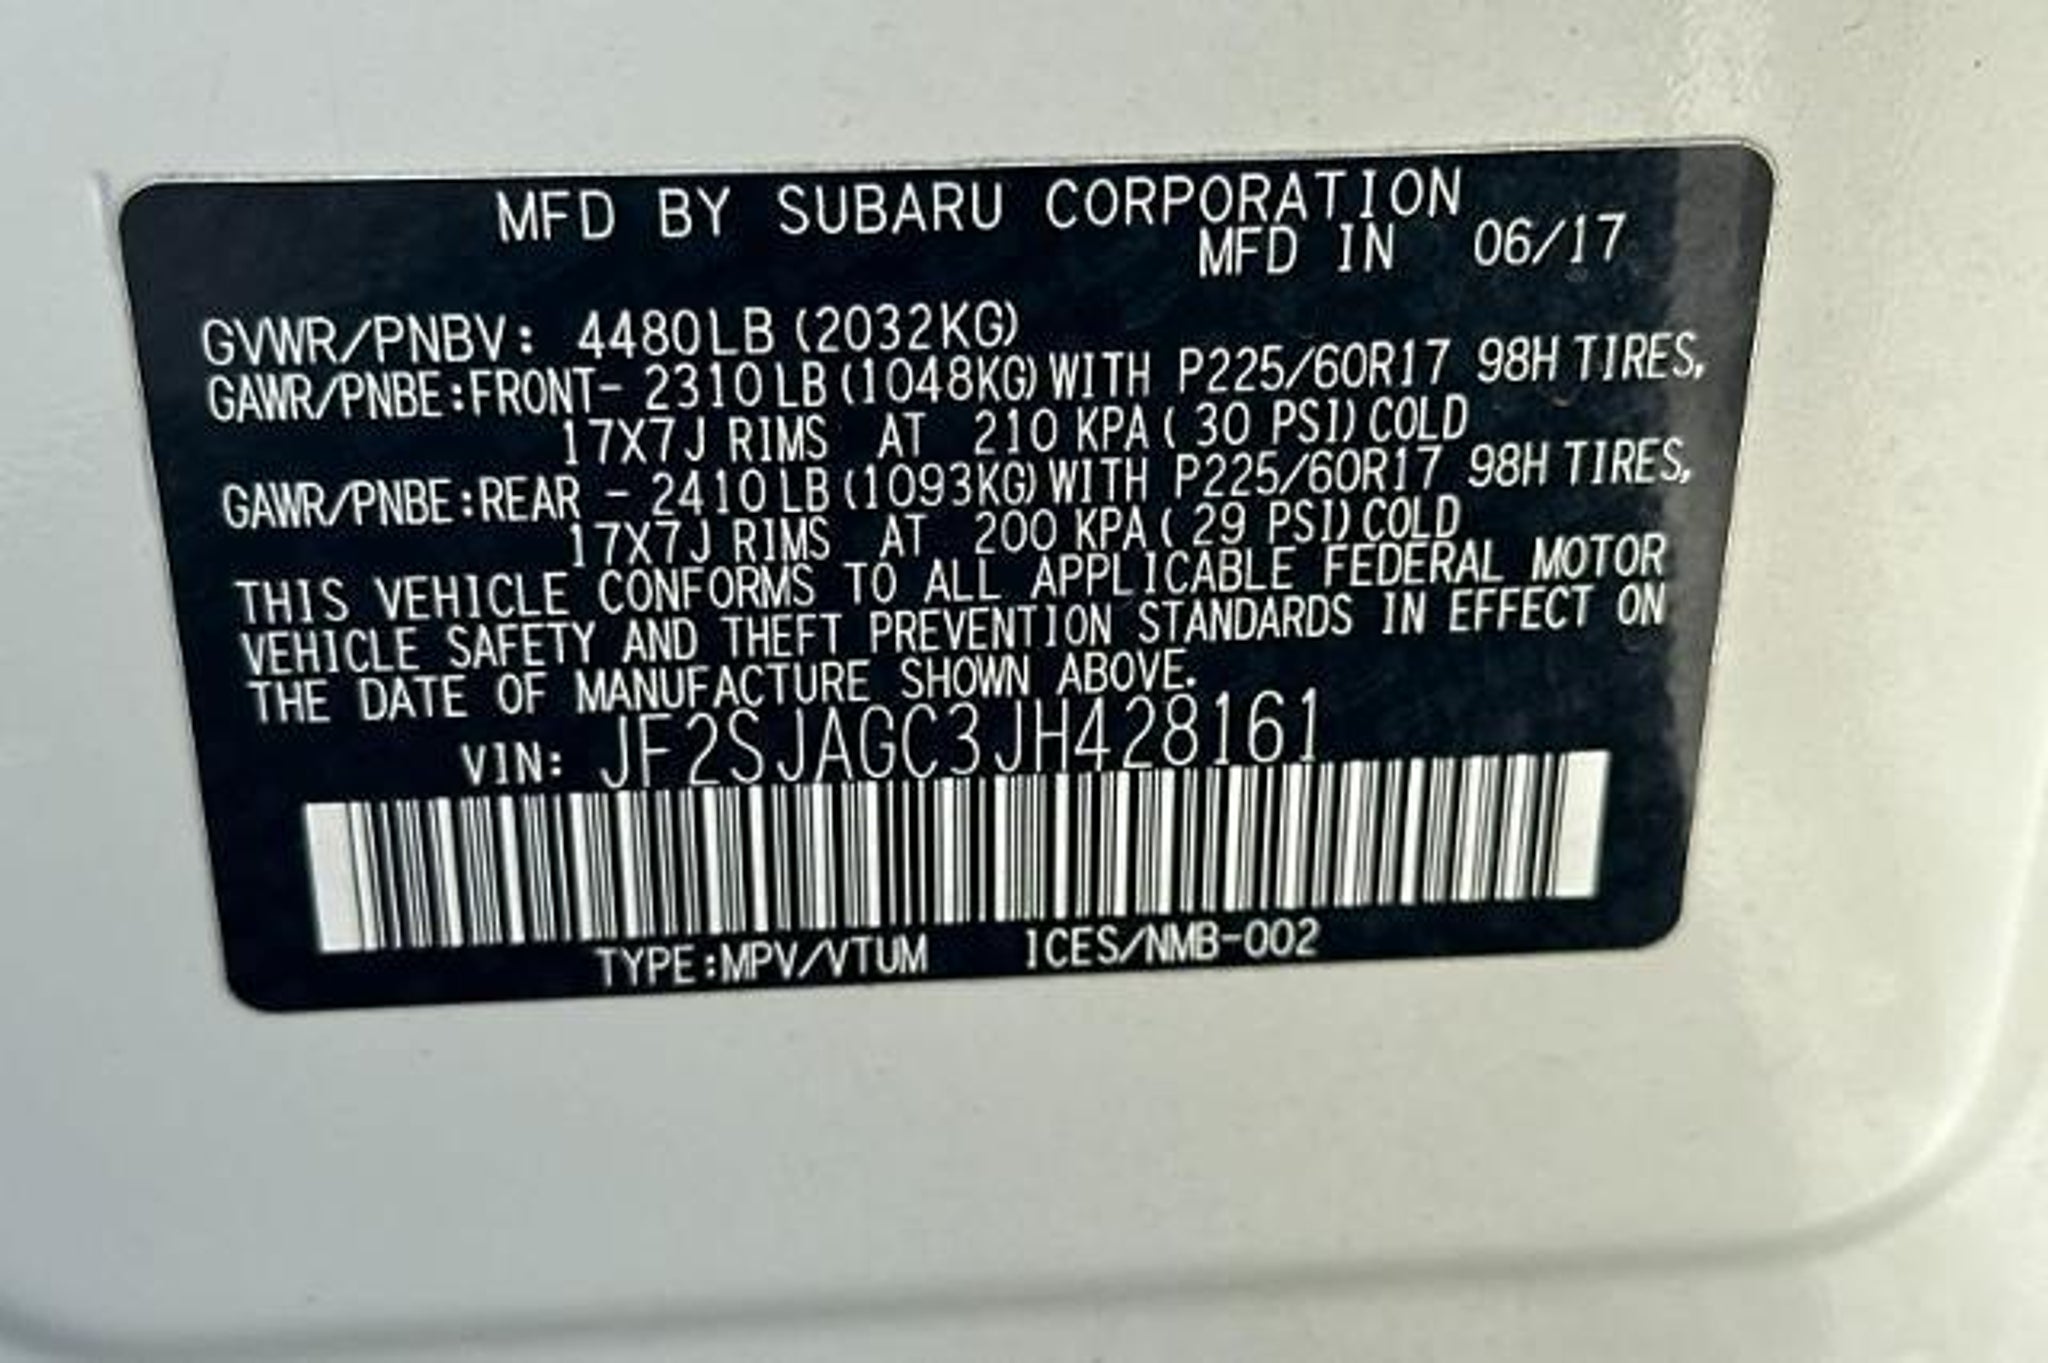 MFD BY SUBARU CORPORATION
MFD IN 06/17
GVWR/PNBV: 4480LB (2032KG)
GAWR/PNBE:FRONT- 2310LB (1048KG) WITH P225/60R17 98H TIRES,
17X7J RIMS AT 210 KPA ( 30 PSI) COLD
GAWR/PNBE:REAR - 2410LB (1093KG) WITH P225/60R17 98H TIRES,
17X7J RIMS AT 200 KPA ( 29 PSI) COLD
THIS VEHICLE CONFORMS TO ALL APPLICABLE FEDERAL MOTOR
VEHICLE SAFETY AND THEFT PREVENTION STANDARDS IN EFFECT ON
THE DATE OF MANUFACTURE SHOWN ABOVE.
VIN: JF2SJAGC3JH428161
TYPE:MPV/VTUM ICES/NMB-002